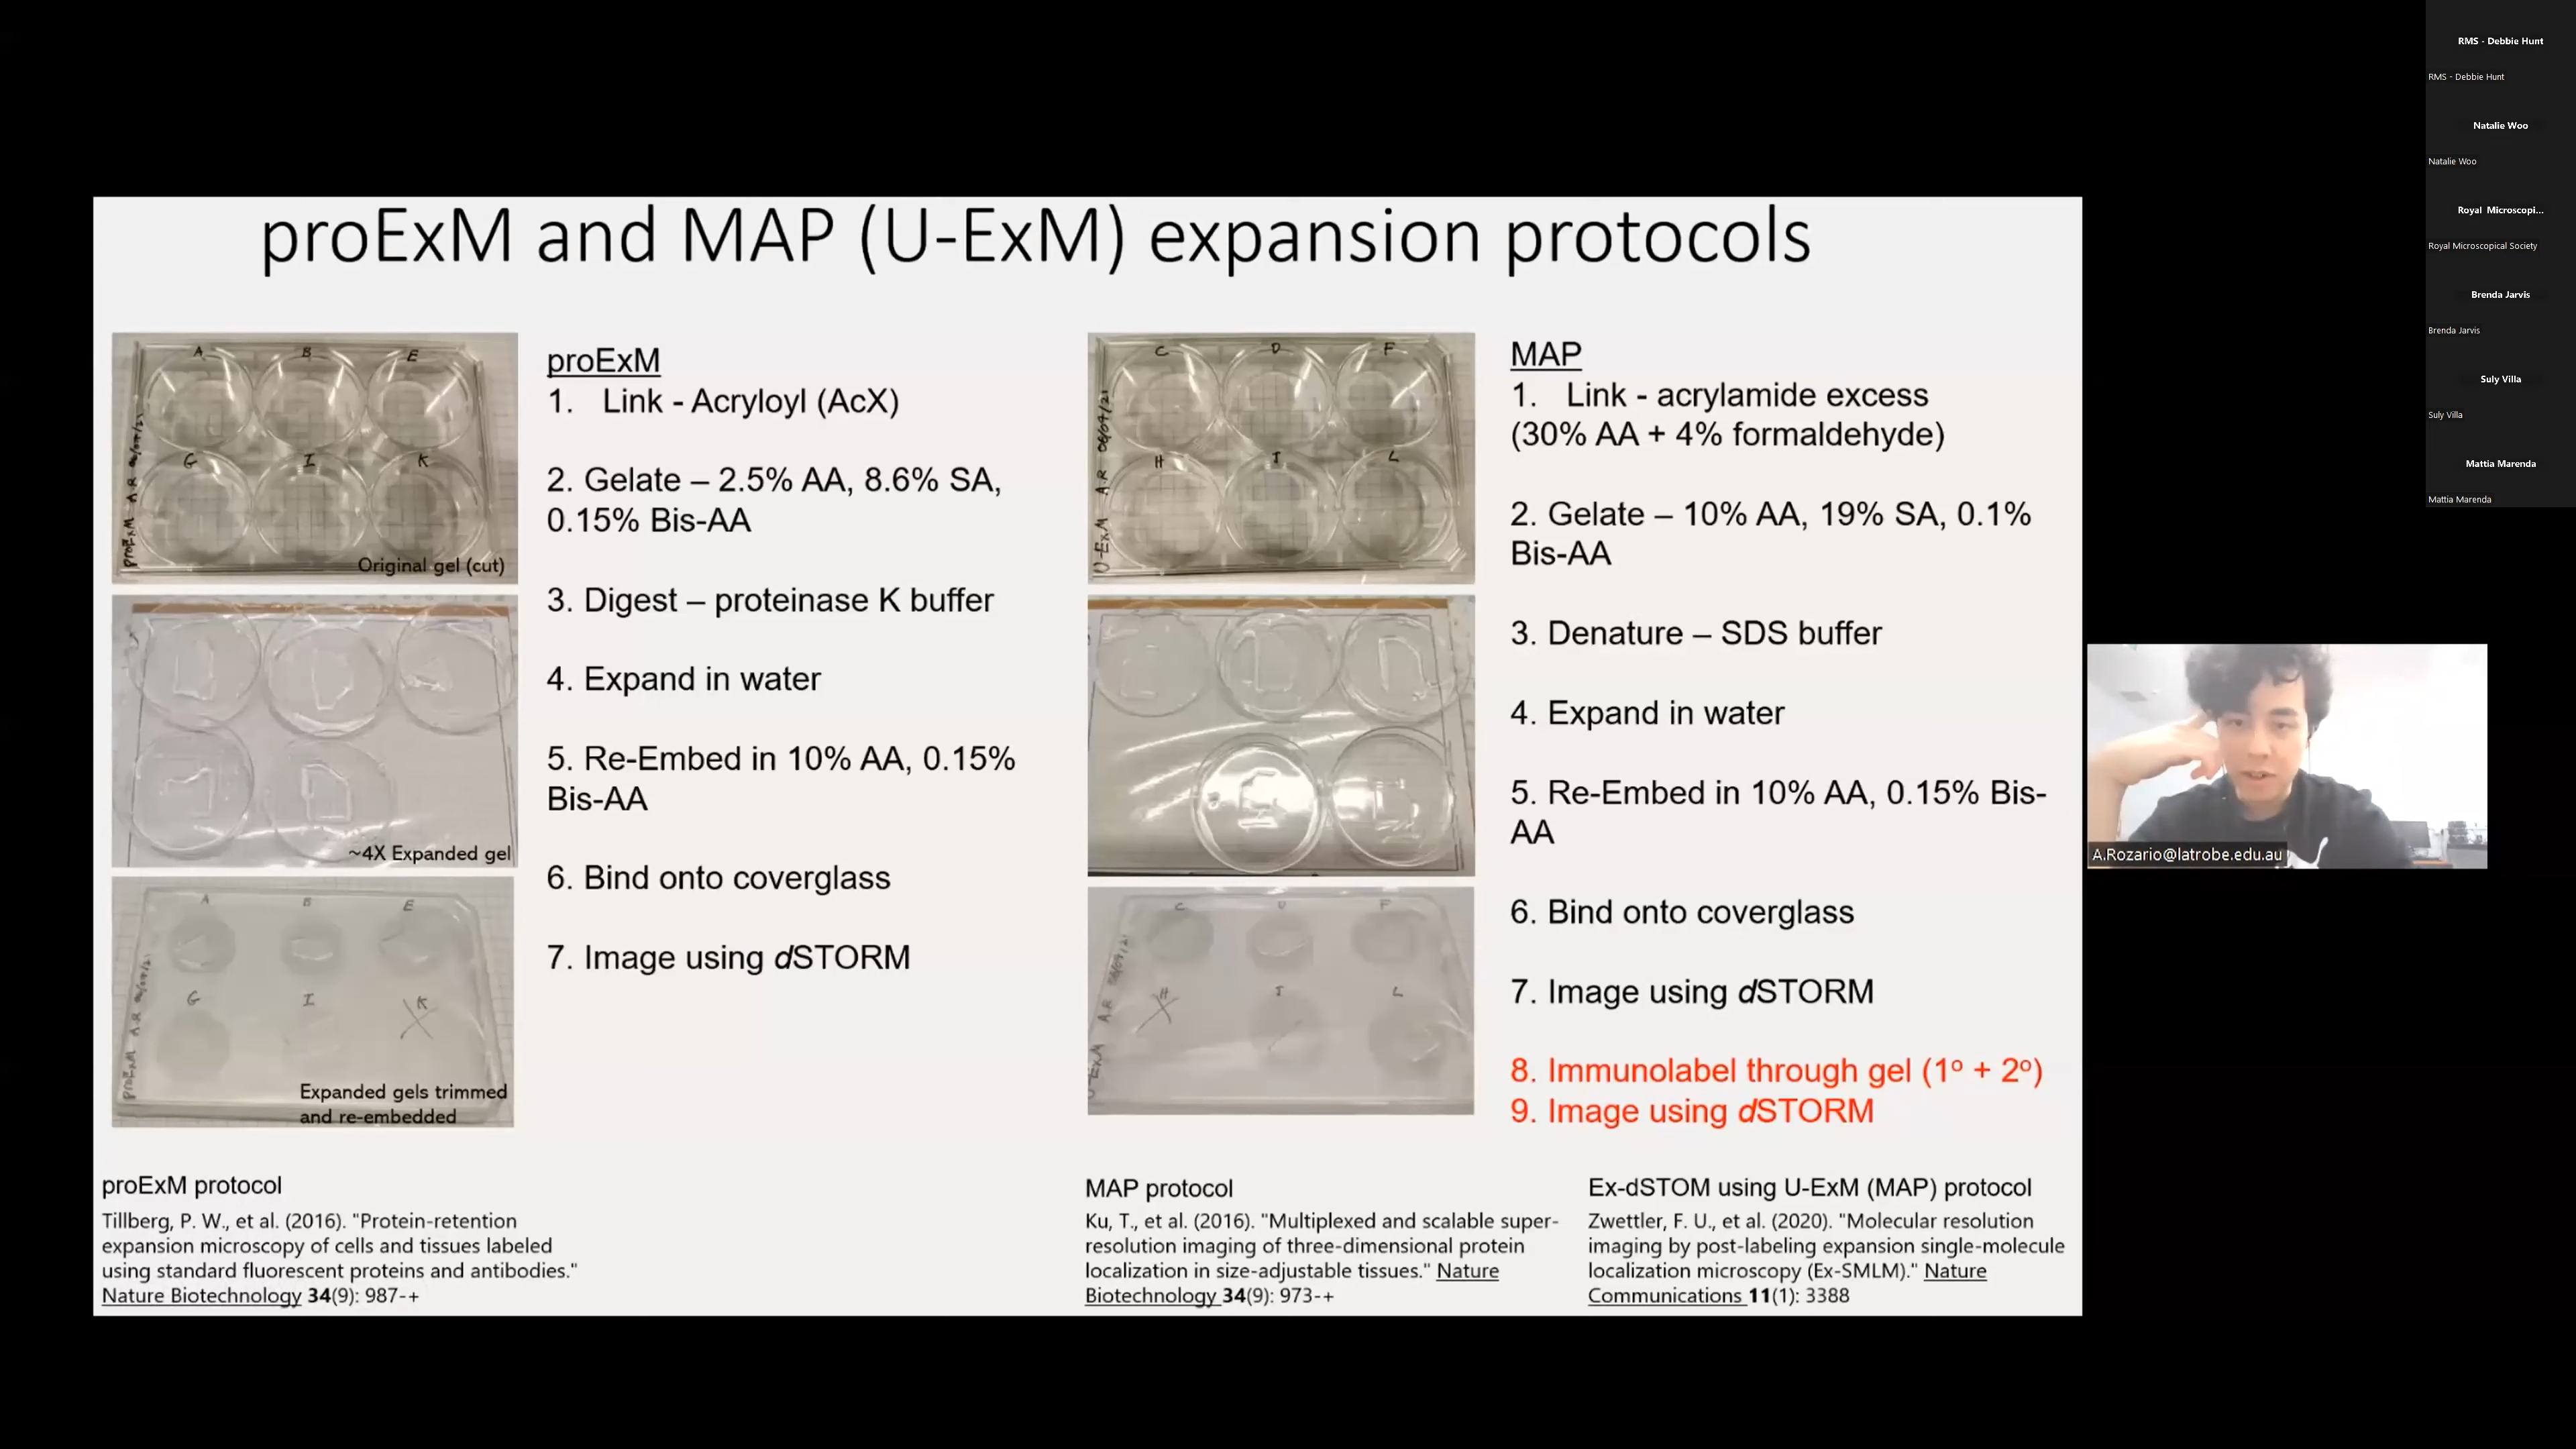 proExM and MAP (U-ExM) expansion protocols
A
B
E
G
I
K
proExM A.R
Original gel (cut)
~4X Expanded gel
A
B
E
G
I
K
proExM A.R
Expanded gels trimmed
and re-embedded
proExM
1. Link - Acryloyl (AcX)
2. Gelate – 2.5% AA, 8.6% SA,
0.15% Bis-AA
3. Digest – proteinase K buffer
4. Expand in water
5. Re-Embed in 10% AA, 0.15%
Bis-AA
6. Bind onto coverglass
7. Image using dSTORM
C
D
F
H
J
L
U-ExM A.R 06/07/21
C
D
F
H
J
L
U-ExM A.R
MAP
1. Link - acrylamide excess
(30% AA + 4% formaldehyde)
2. Gelate – 10% AA, 19% SA, 0.1%
Bis-AA
3. Denature – SDS buffer
4. Expand in water
5. Re-Embed in 10% AA, 0.15% Bis-
AA
6. Bind onto coverglass
7. Image using dSTORM
8. Immunolabel through gel (1º + 2º)
9. Image using dSTORM
proExM protocol
Tillberg, P. W., et al. (2016). "Protein-retention
expansion microscopy of cells and tissues labeled
using standard fluorescent proteins and antibodies."
Nature Biotechnology 34(9): 987-+
MAP protocol
Ku, T., et al. (2016). "Multiplexed and scalable super-
resolution imaging of three-dimensional protein
localization in size-adjustable tissues." Nature
Biotechnology 34(9): 973-+
Ex-dSTOM using U-ExM (MAP) protocol
Zwettler, F. U., et al. (2020). "Molecular resolution
imaging by post-labeling expansion single-molecule
localization microscopy (Ex-SMLM)." Nature
Communications 11(1): 3388
A.Rozario@latrobe.edu.au
RMS - Debbie Hunt
RMS - Debbie Hunt
Natalie Woo
Natalie Woo
Royal Microscopi...
Royal Microscopical Society
Brenda Jarvis
Brenda Jarvis
Suly Villa
Suly Villa
Mattia Marenda
Mattia Marenda